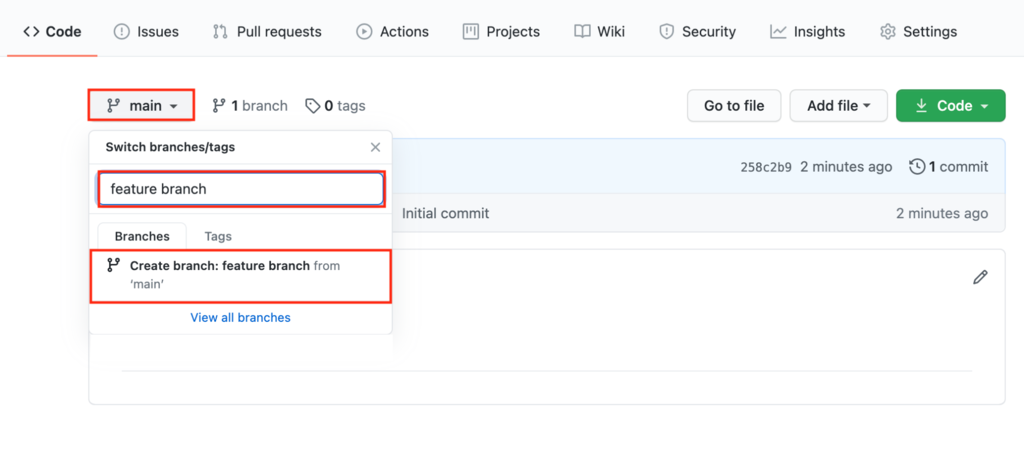 <> Code Issues Pull requests Actions Projects Wiki Security Insights Settings
main 1 branch 0 tags Go to file Add file Code
Switch branches/tags
258c2b9 2 minutes ago 1 commit
feature branch
Initial commit 2 minutes ago
Branches Tags
Create branch: feature branch from
'main'
View all branches